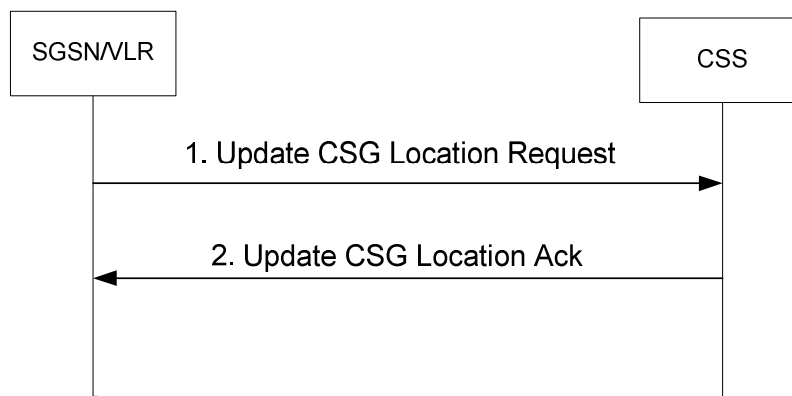 SGSN/VLR
CSS
1. Update CSG Location Request
2. Update CSG Location Ack